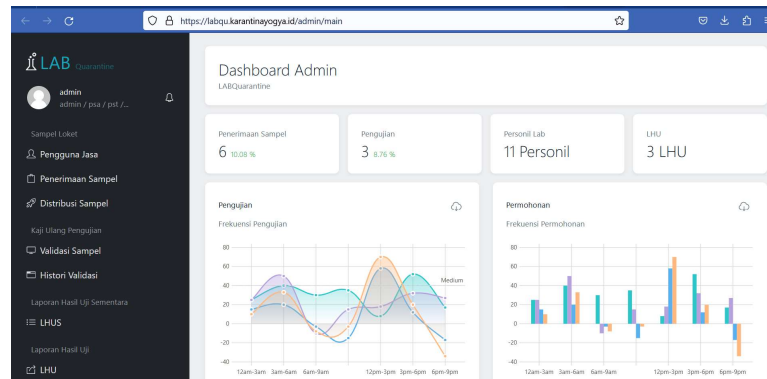 https://labqu.karantinayogya.id/admin/main
LAB Quarantine
admin
admin / psa / pst /...
Sampel Loket
Pengguna Jasa
Penerimaan Sampel
Distribusi Sampel
Kaji Ulang Pengujian
Validasi Sampel
Histori Validasi
Laporan Hasil Uji Sementara
LHUS
Laporan Hasil Uji
LHU
Dashboard Admin
LABQuarantine
Penerimaan Sampel
6 10.08 %
Pengujian
3 8.76 %
Personil Lab
11 Personil
LHU
3 LHU
Pengujian
Frekuensi Pengujian
80
60
40
20
0
-20
-40
Medium
12am-3am 3am-6am 6am-9am 12pm-3pm 3pm-6pm 6pm-9pm
Permohonan
Frekuensi Permohonan
80
60
40
20
0
-20
-40
12am-3am 3am-6am 6am-9am 12pm-3pm 3pm-6pm 6pm-9pm